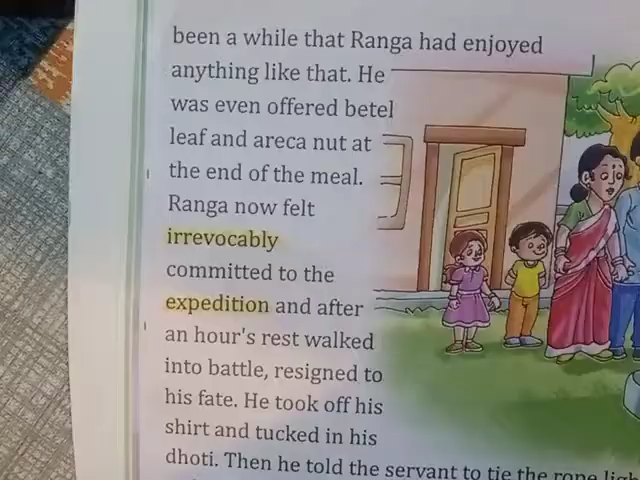 been a while that Ranga had enjoyed
anything like that. He
was even offered betel
leaf and areca nut at
the end of the meal.
Ranga now felt
irrevocably
committed to the
expedition and after
an hour's rest walked
into battle, resigned to
his fate. He took off his
shirt and tucked in his
dhoti. Then he told the servant to tie the rope